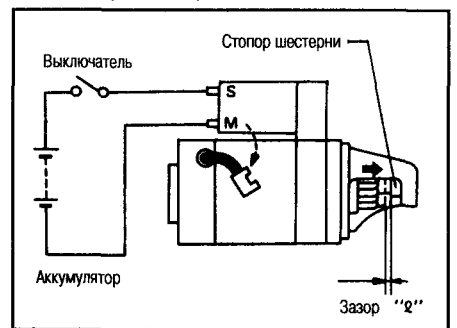 Стопор шестерни
Выключатель
S
M
Аккумулятор
Зазор "ℓ"